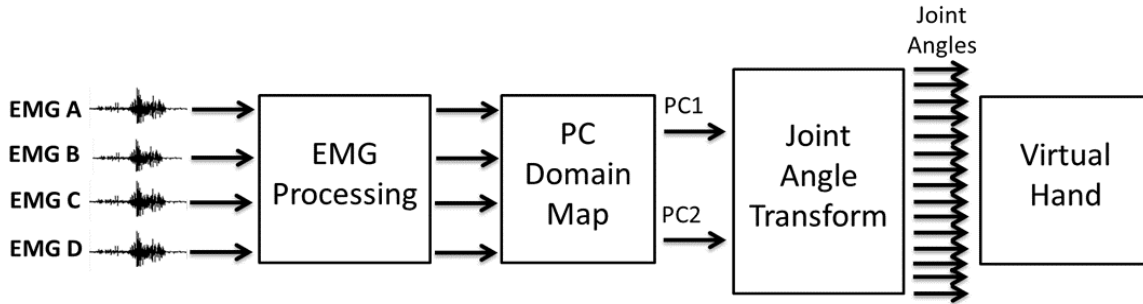 EMG A
EMG B
EMG C
EMG D
EMG
Processing
PC
Domain
Map
PC1
PC2
Joint
Angle
Transform
Joint
Angles
Virtual
Hand